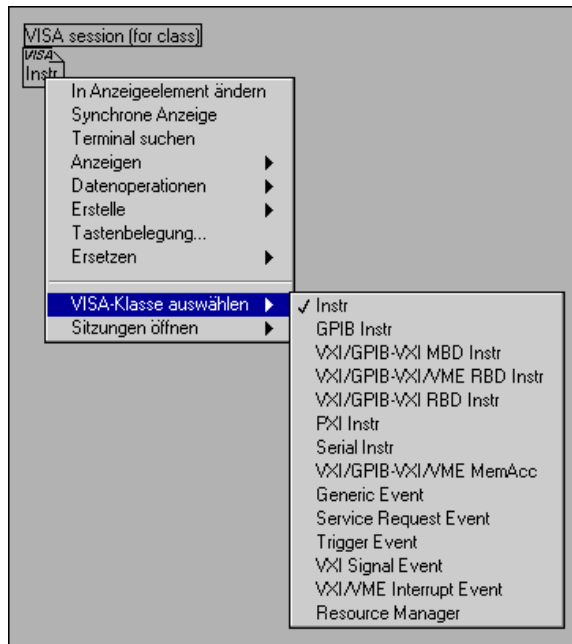 VISA session (for class)
VISA
Instr
In Anzeigeelement ändern
Synchrone Anzeige
Terminal suchen
Anzeigen
Datenoperationen
Erstelle
Tastenbelegung...
Ersetzen
VISA-Klasse auswählen
Sitzungen öffnen
Instr
GPIB Instr
VXI/GPIB-VXI MBD Instr
VXI/GPIB-VXI/VME RBD Instr
VXI/GPIB-VXI RBD Instr
PXI Instr
Serial Instr
VXI/GPIB-VXI/VME MemAcc
Generic Event
Service Request Event
Trigger Event
VXI Signal Event
VXI/VME Interrupt Event
Resource Manager